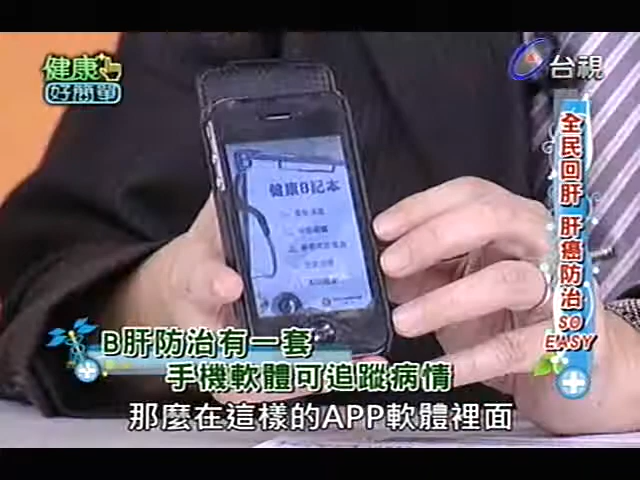 健康
好簡單
台視
全民回肝 肝癌防治 SO EASY
健康B記本
B肝防治有一套
手機軟體可追蹤病情
那麼在這樣的APP軟體裡面